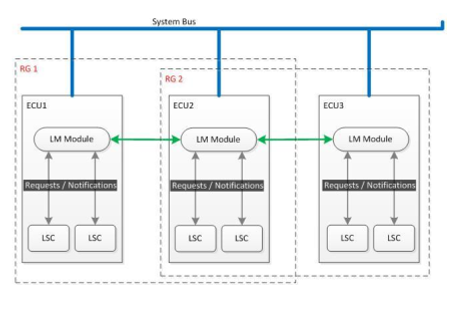 System Bus
RG 1
RG 2
ECU1
ECU2
ECU3
LM Module
LM Module
LM Module
Requests / Notifications
Requests / Notifications
Requests / Notifications
LSC
LSC
LSC
LSC
LSC
LSC